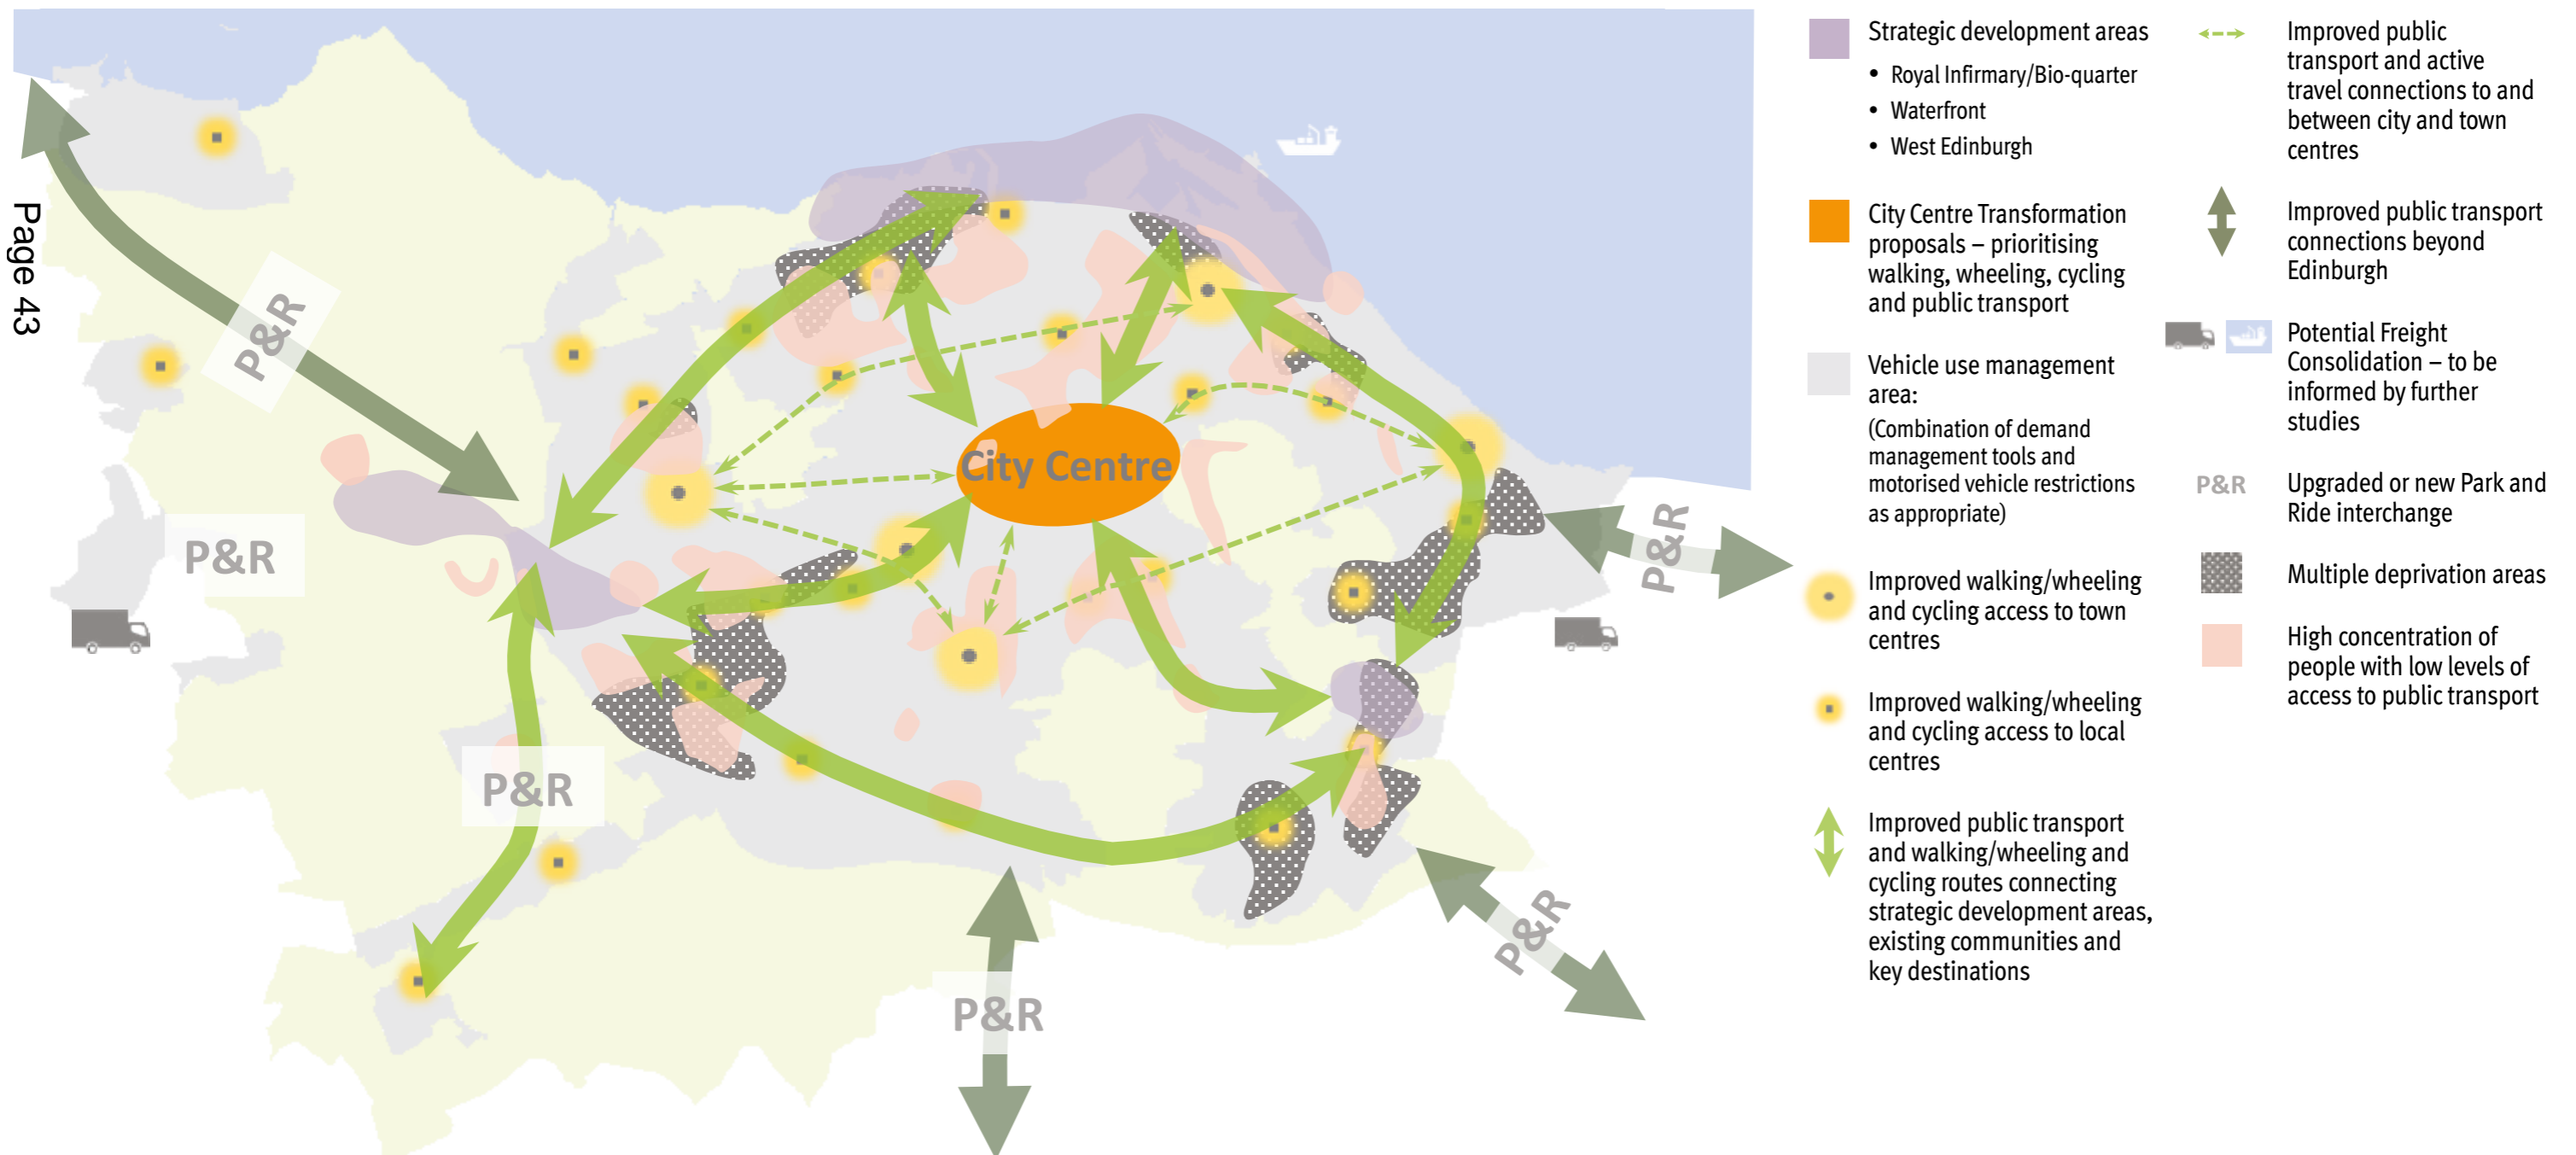 Page 43
P&R
P&R
P&R
P&R
P&R
P&R
City Centre
Strategic development areas
• Royal Infirmary/Bio-quarter
• Waterfront
• West Edinburgh
City Centre Transformation
proposals – prioritising
walking, wheeling, cycling
and public transport
Vehicle use management
area:
(Combination of demand
management tools and
motorised vehicle restrictions
as appropriate)
Improved walking/wheeling
and cycling access to town
centres
Improved walking/wheeling
and cycling access to local
centres
Improved public transport
and walking/wheeling and
cycling routes connecting
strategic development areas,
existing communities and
key destinations
Improved public
transport and active
travel connections to and
between city and town
centres
Improved public transport
connections beyond
Edinburgh
Potential Freight
Consolidation – to be
informed by further
studies
P&R
Upgraded or new Park and
Ride interchange
Multiple deprivation areas
High concentration of
people with low levels of
access to public transport